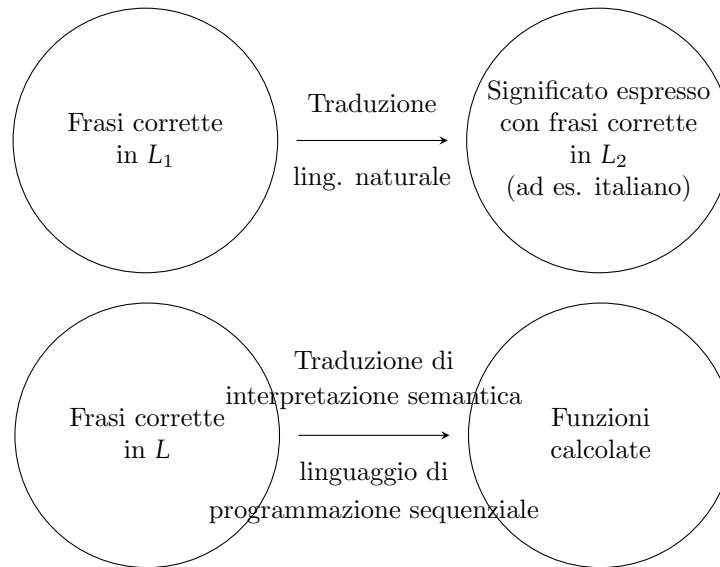 Frasi corrette
in L₁
Traduzione
ling. naturale
Significato espresso
con frasi corrette
in L₂
(ad es. italiano)
Frasi corrette
in L
Traduzione di
interpretazione semantica
linguaggio di
programmazione sequenziale
Funzioni
calcolate